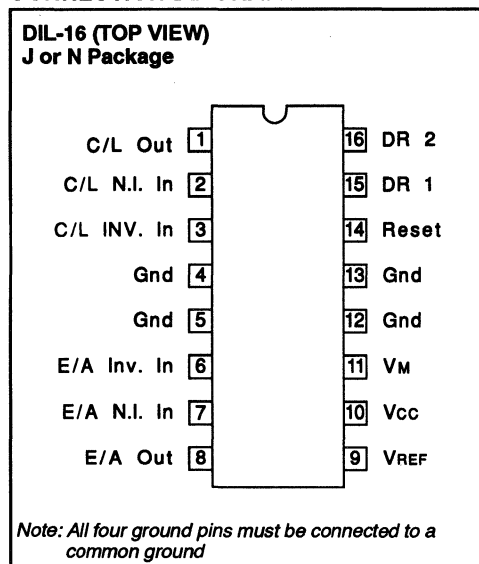 DIL-16 (TOP VIEW)
J or N Package
C/L Out 1 16 DR 2
C/L N.I. In 2 15 DR 1
C/L INV. In 3 14 Reset
Gnd 4 13 Gnd
Gnd 5 12 Gnd
E/A Inv. In 6 11 VM
E/A N.I. In 7 10 VCC
E/A Out 8 9 VREF
Note: All four ground pins must be connected to a
common ground